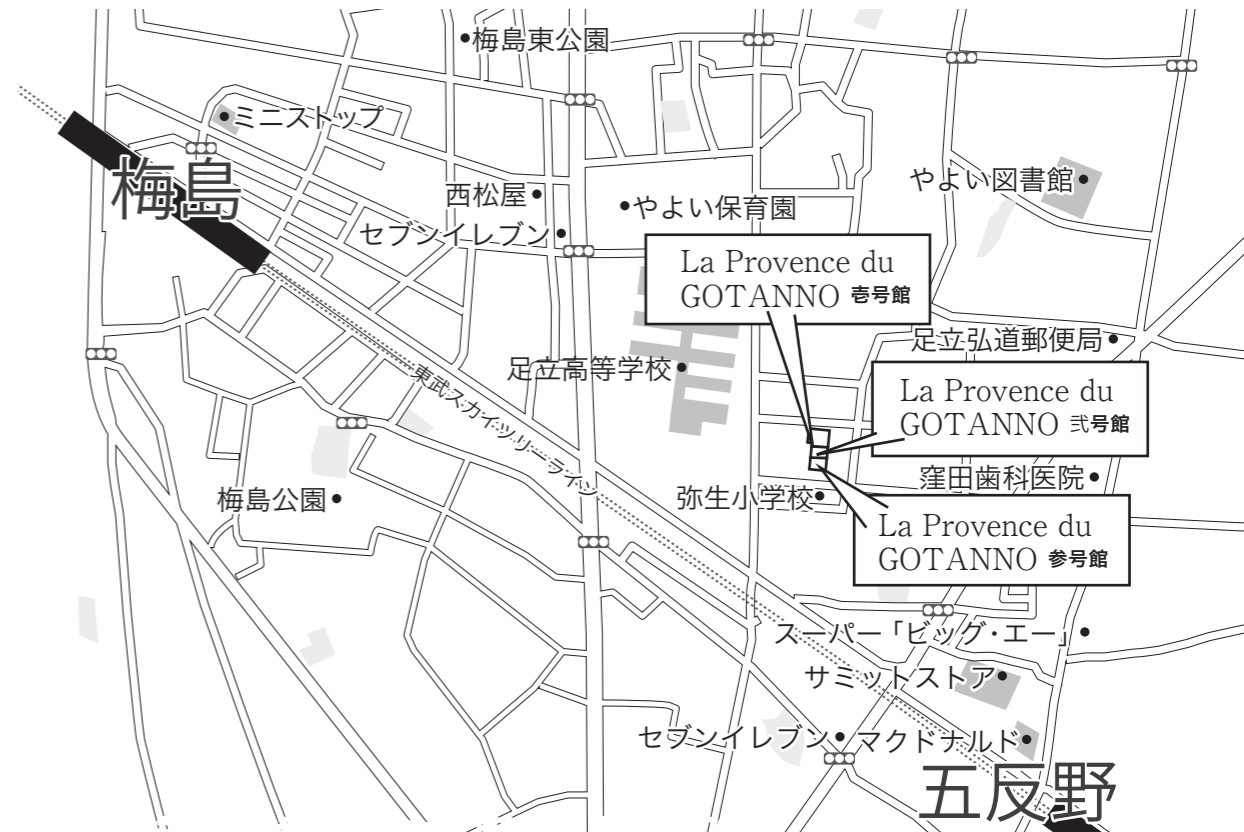 梅島東公園
ミニストップ
梅島
西松屋
やよい図書館
やよい保育園
セブンイレブン
La Provence du
GOTANNO 壱号館
足立弘道郵便局
足立高等学校
東武スカイツリーライン
La Provence du
GOTANNO 弐号館
窪田歯科医院
梅島公園
弥生小学校
La Provence du
GOTANNO 参号館
スーパー「ビッグ・エー」
サミットストア
セブンイレブン
マクドナルド
五反野